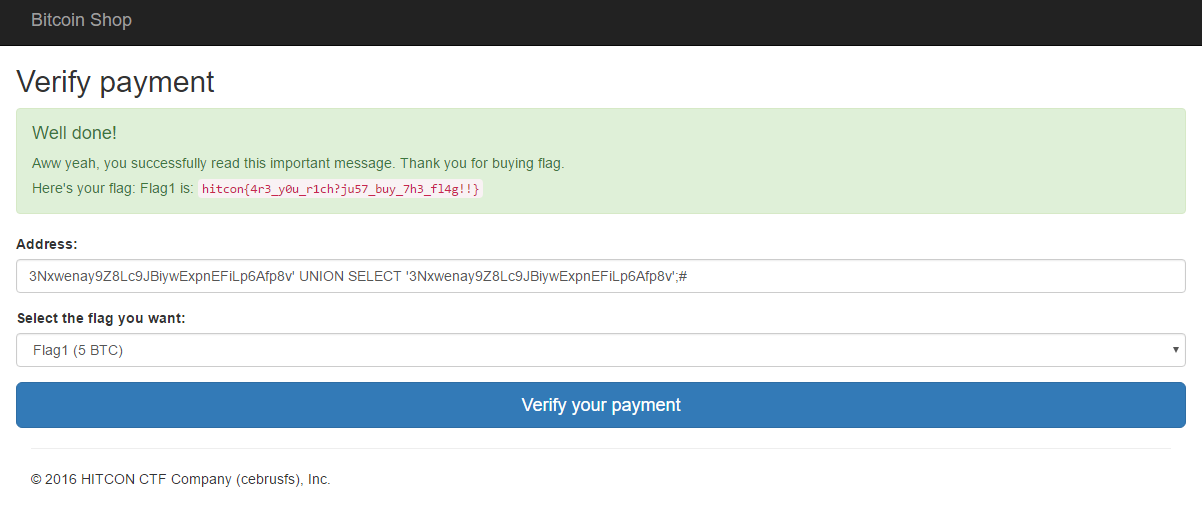 Bitcoin Shop
Verify payment
Well done!
Aww yeah, you successfully read this important message. Thank you for buying flag.
Here's your flag: Flag1 is: hitcon{4r3_y0u_r1ch?ju57_buy_7h3_fl4g!!}
Address:
3Nxwenay9Z8Lc9JBiywExpnEFiLp6Afp8v' UNION SELECT '3Nxwenay9Z8Lc9JBiywExpnEFiLp6Afp8v';#
Select the flag you want:
Flag1 (5 BTC)
Verify your payment
© 2016 HITCON CTF Company (cebrusfs), Inc.